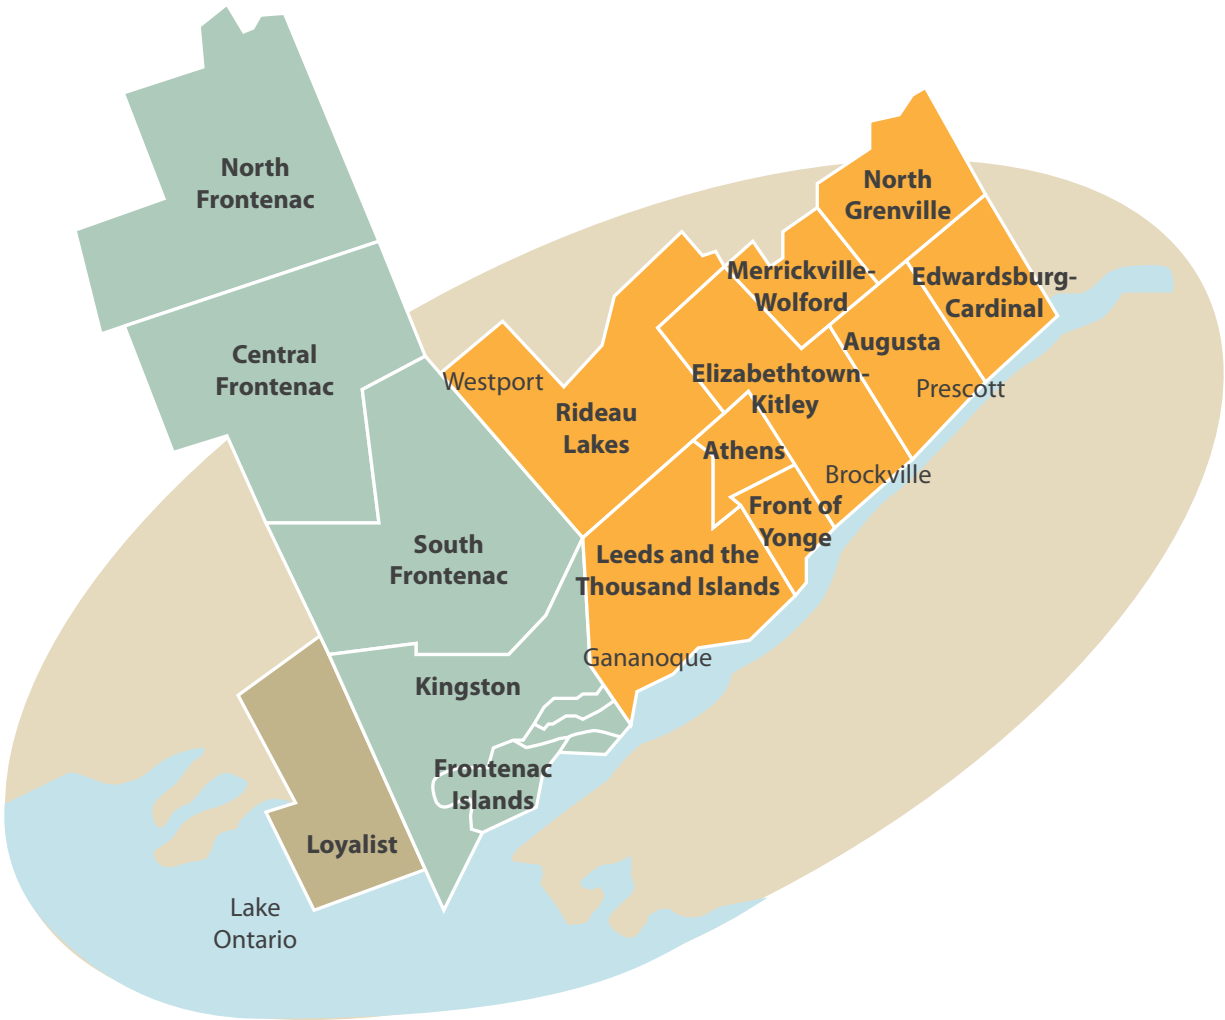 North
Frontenac
North
Grenville
Merrickville-
Wolford
Edwardsburg-
Cardinal
Central
Frontenac
Augusta
Westport
Elizabethtown-
Kitley
Prescott
Rideau
Lakes
Athens
Brockville
Front of
Yonge
South
Frontenac
Leeds and the
Thousand Islands
Gananoque
Kingston
Frontenac
Islands
Loyalist
Lake
Ontario